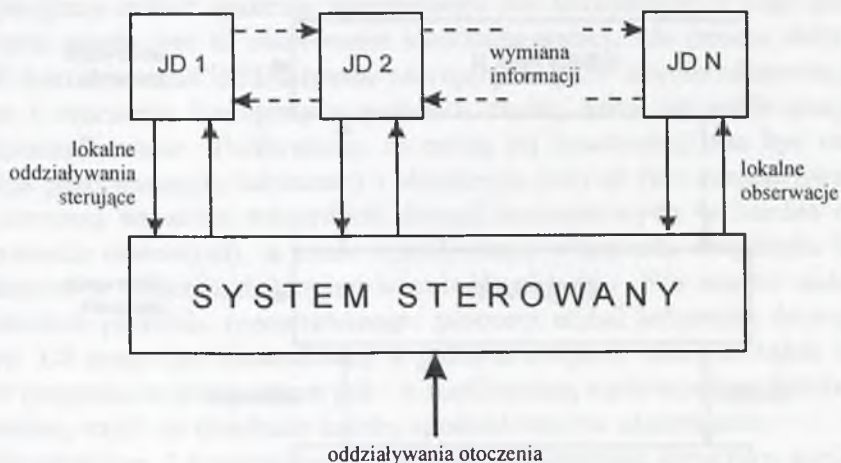 JD 1
JD 2
JD N
wymiana
informacji
lokalne
oddziaływania
sterujące
lokalne
obserwacje
SYSTEM STEROWANY
oddziaływania otoczenia